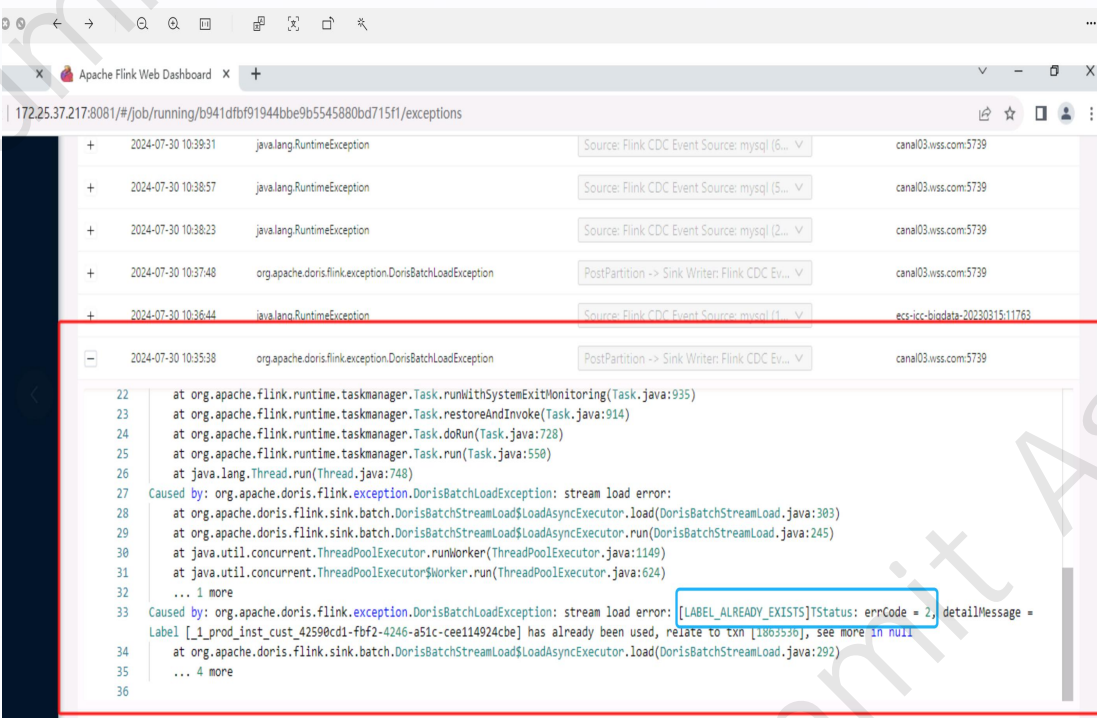 Apache Flink Web Dashboard
172.25.37.217:8081/#/job/running/b941dfbf91944bbe9b5545880bd715f1/exceptions
+ 2024-07-30 10:39:31 java.lang.RuntimeException Source: Flink CDC Event Source: mysql (6... canal03.wss.com:5739
+ 2024-07-30 10:38:57 java.lang.RuntimeException Source: Flink CDC Event Source: mysql (5... canal03.wss.com:5739
+ 2024-07-30 10:38:23 java.lang.RuntimeException Source: Flink CDC Event Source: mysql (2... canal03.wss.com:5739
+ 2024-07-30 10:37:48 org.apache.doris.flink.exception.DorisBatchLoadException PostPartition -> Sink Writer: Flink CDC Ev... canal03.wss.com:5739
+ 2024-07-30 10:36:44 java.lang.RuntimeException Source: Flink CDC Event Source: mysql (1... ecs-icc-bigdata-20230315:11763
- 2024-07-30 10:35:38 org.apache.doris.flink.exception.DorisBatchLoadException PostPartition -> Sink Writer: Flink CDC Ev... canal03.wss.com:5739
22 at org.apache.flink.runtime.taskmanager.Task.runWithSystemExitMonitoring(Task.java:935)
23 at org.apache.flink.runtime.taskmanager.Task.restoreAndInvoke(Task.java:914)
24 at org.apache.flink.runtime.taskmanager.Task.doRun(Task.java:728)
25 at org.apache.flink.runtime.taskmanager.Task.run(Task.java:550)
26 at java.lang.Thread.run(Thread.java:748)
27 Caused by: org.apache.doris.flink.exception.DorisBatchLoadException: stream load error:
28 at org.apache.doris.flink.sink.batch.DorisBatchStreamLoad$LoadAsyncExecutor.load(DorisBatchStreamLoad.java:303)
29 at org.apache.doris.flink.sink.batch.DorisBatchStreamLoad$LoadAsyncExecutor.run(DorisBatchStreamLoad.java:245)
30 at java.util.concurrent.ThreadPoolExecutor.runWorker(ThreadPoolExecutor.java:1149)
31 at java.util.concurrent.ThreadPoolExecutor$Worker.run(ThreadPoolExecutor.java:624)
32 ... 1 more
33 Caused by: org.apache.doris.flink.exception.DorisBatchLoadException: stream load error: [LABEL_ALREADY_EXISTS]TStatus: errCode = 2, detailMessage =
Label [_1_prod_inst_cust_42590cd1-fbf2-4246-a51c-cee114924cbe] has already been used, relate to txn [1863536], see more in null
34 at org.apache.doris.flink.sink.batch.DorisBatchStreamLoad$LoadAsyncExecutor.load(DorisBatchStreamLoad.java:292)
35 ... 4 more
36